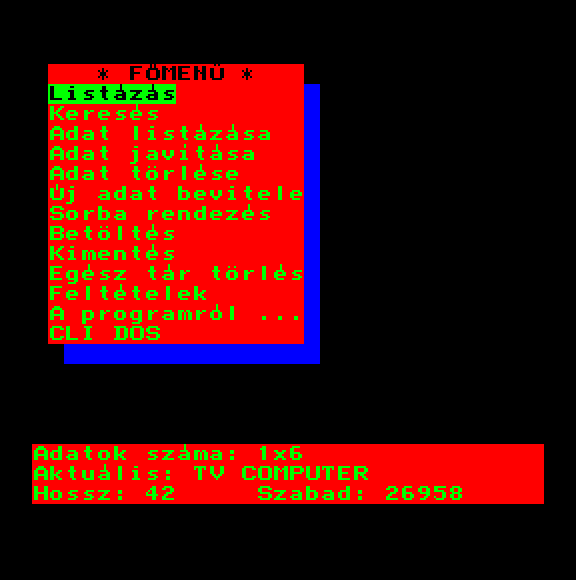 * FŐMENÜ *
Listázás
Keresés
Adat listázása
Adat javítása
Adat törlése
Új adat bevitele
Sorba rendezés
Betöltés
Kimentés
Egész tár törlés
Feltételek
A programról ...
CLI DOS
Adatok száma: 1x6
Aktuális: TV COMPUTER
Hossz: 42 Szabad: 26958